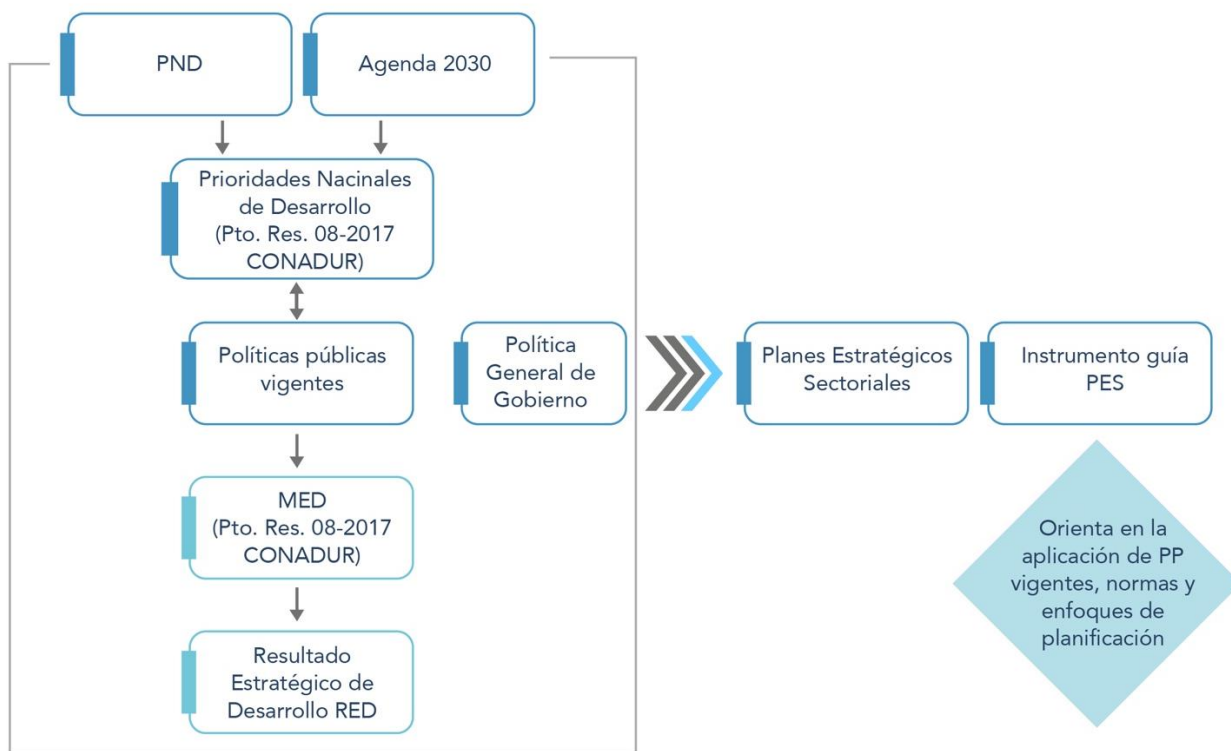 PND
Agenda 2030
Prioridades Nacinales
de Desarrollo
(Pto. Res. 08-2017
CONADUR)
Políticas públicas
vigentes
Política
General de
Gobierno
Planes Estratégicos
Sectoriales
Instrumento guía
PES
MED
(Pto. Res. 08-2017
CONADUR)
Orienta en la
aplicación de PP
vigentes, normas y
enfoques de
planificación
Resultado
Estratégico de
Desarrollo RED